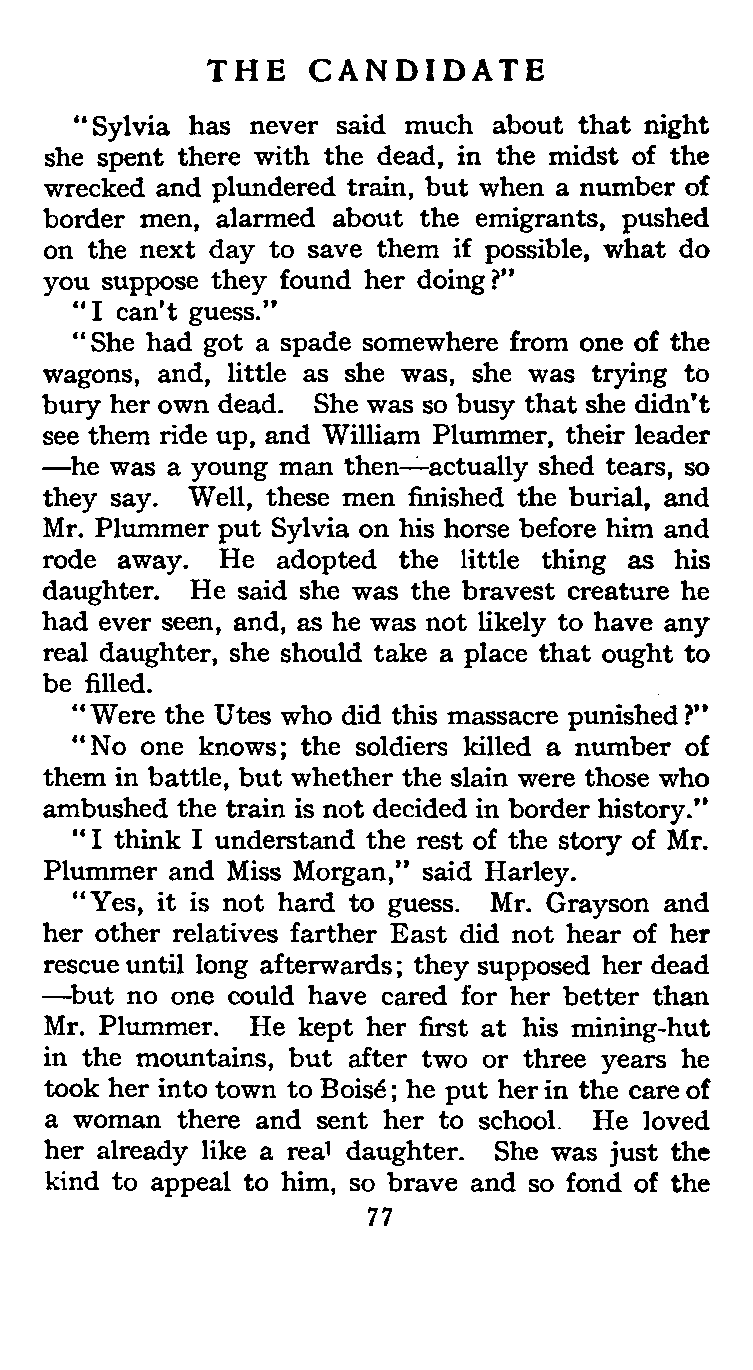 THE CANDIDATE
"Sylvia has never said much about that night
she spent there with the dead, in the midst of the
wrecked and plundered train, but when a number of
border men, alarmed about the emigrants, pushed
on the next day to save them if possible, what do
you suppose they found her doing?"
"I can't guess."
"She had got a spade somewhere from one of the
wagons, and, little as she was, she was trying to
bury her own dead. She was so busy that she didn't
see them ride up, and William Plummer, their leader
—he was a young man then—actually shed tears, so
they say. Well, these men finished the burial, and
Mr. Plummer put Sylvia on his horse before him and
rode away. He adopted the little thing as his
daughter. He said she was the bravest creature he
had ever seen, and, as he was not likely to have any
real daughter, she should take a place that ought to
be filled.
"Were the Utes who did this massacre punished?"
"No one knows; the soldiers killed a number of
them in battle, but whether the slain were those who
ambushed the train is not decided in border history."
"I think I understand the rest of the story of Mr.
Plummer and Miss Morgan," said Harley.
"Yes, it is not hard to guess. Mr. Grayson and
her other relatives farther East did not hear of her
rescue until long afterwards; they supposed her dead
—but no one could have cared for her better than
Mr. Plummer. He kept her first at his mining-hut
in the mountains, but after two or three years he
took her into town to Boisé; he put her in the care of
a woman there and sent her to school. He loved
her already like a real daughter. She was just the
kind to appeal to him, so brave and so fond of the
77